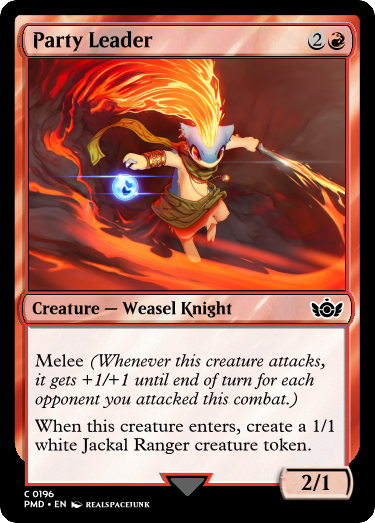 Party Leader 2
Creature — Weasel Knight
Melee (Whenever this creature attacks,
it gets +1/+1 until end of turn for each
opponent you attacked this combat.)
When this creature enters, create a 1/1
white Jackal Ranger creature token.
2/1
C 0196
PMD • EN REALSPACEJUNK